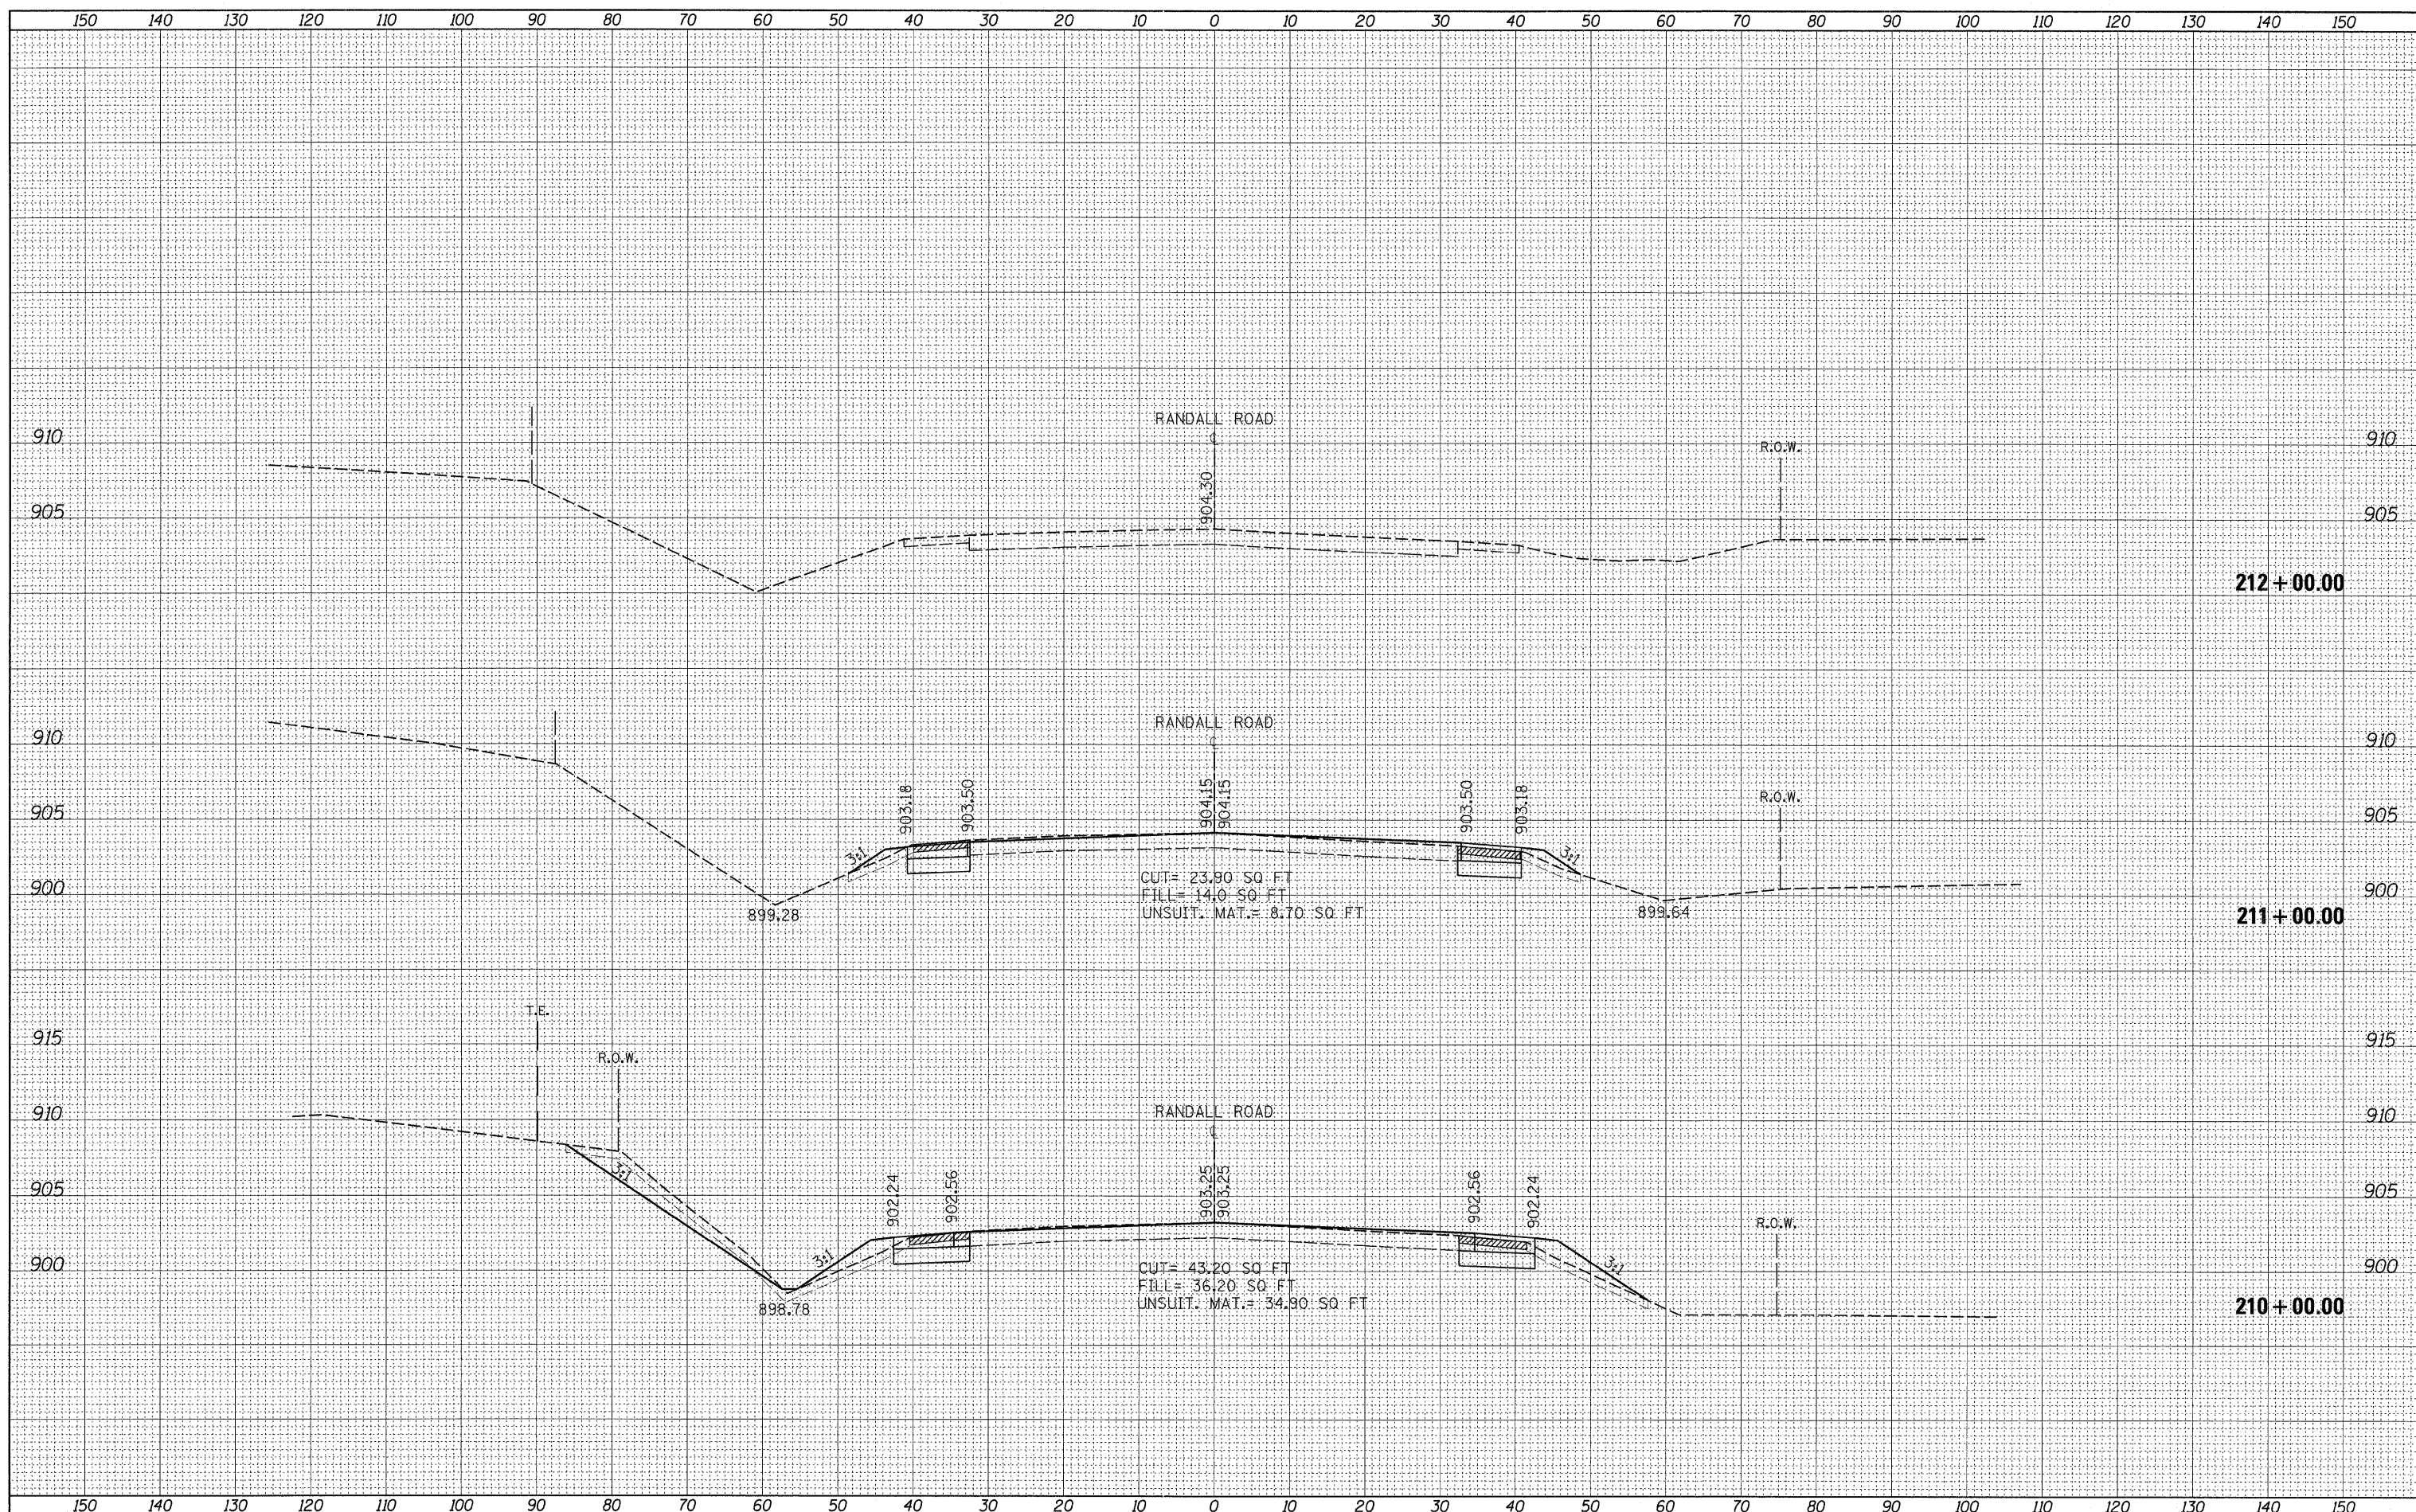 150 140 130 120 110 100 90 80 70 60 50 40 30 20 10 0 10 20 30 40 50 60 70 80 90 100 110 120 130 140 150
RANDALL ROAD
℄
910 R.O.W. 910
904.30
905 905
212+00.00
RANDALL ROAD
℄
910 910
R.O.W.
903.18 903.50 904.15 904.15 903.50 903.18
905 905
3:1 3:1
CUT= 23.90 SQ FT
FILL= 14.0 SQ FT
900 900
UNSUIT. MAT.= 8.70 SQ FT
899.28 899.64 211+00.00
T.E.
915 915
R.O.W.
RANDALL ROAD
℄
910 910
3:1
902.24 902.56 903.25 903.25 902.56 902.24
905 905
R.O.W.
3:1 3:1
CUT= 43.20 SQ FT
900 900
FILL= 36.20 SQ FT
UNSUIT. MAT.= 34.90 SQ FT
898.78 210+00.00
150 140 130 120 110 100 90 80 70 60 50 40 30 20 10 0 10 20 30 40 50 60 70 80 90 100 110 120 130 140 150